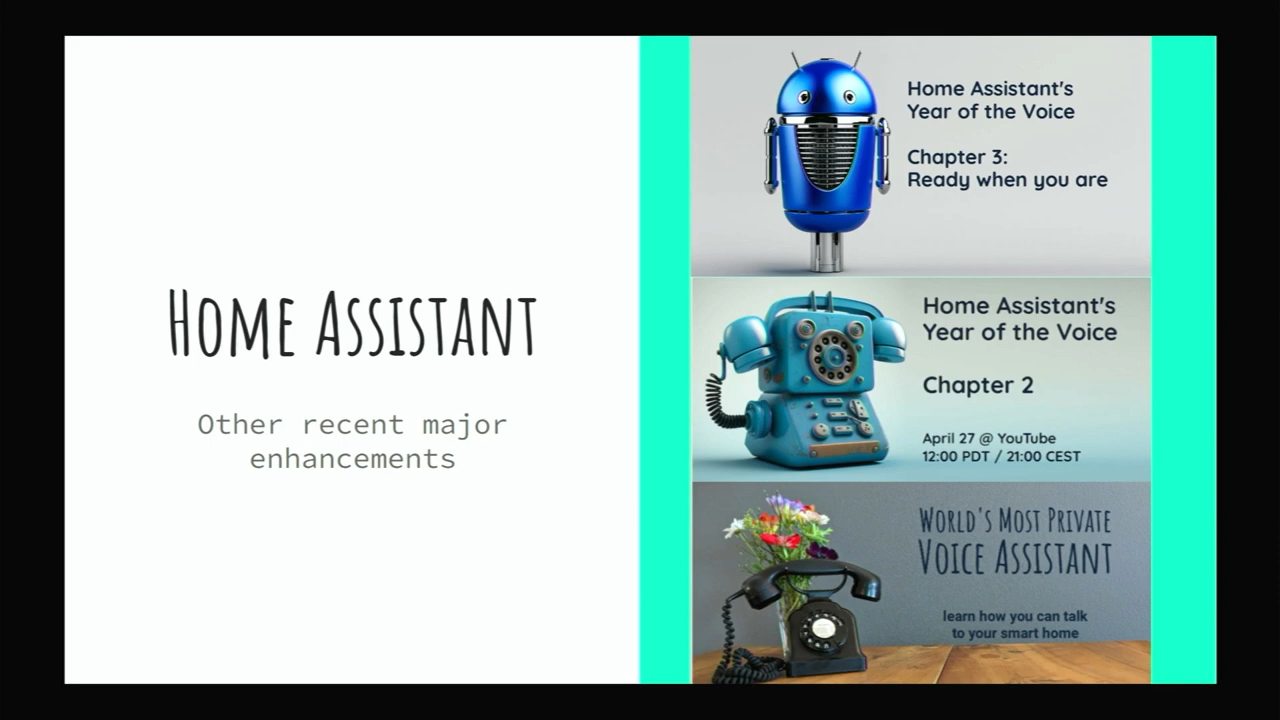 Home Assistant
Other recent major
enhancements
Home Assistant's
Year of the Voice
Chapter 3:
Ready when you are
Home Assistant's
Year of the Voice
Chapter 2
April 27 @ YouTube
12:00 PDT / 21:00 CEST
World's Most Private
Voice Assistant
learn how you can talk
to your smart home